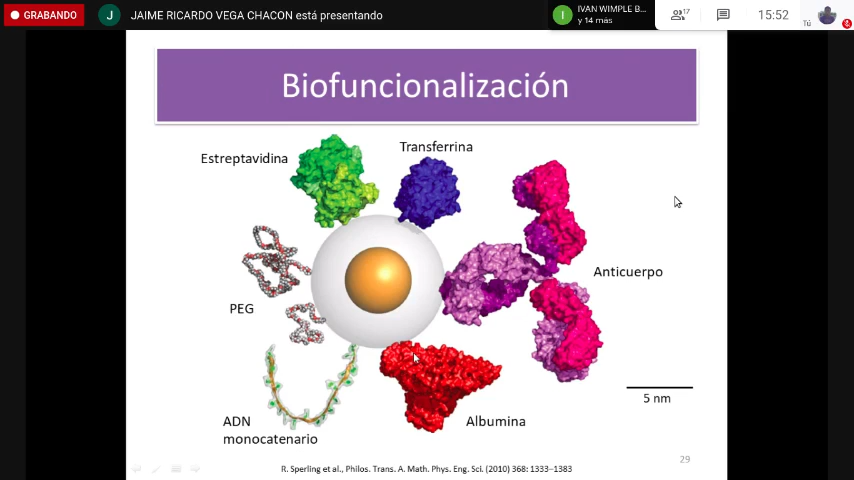 GRABANDO
J
JAIME RICARDO VEGA CHACON está presentando
I
IVAN WIMPLE B...
y 14 más
17
15:52
Tú
Biofuncionalización
Estreptavidina
Transferrina
Anticuerpo
PEG
5 nm
ADN
monocatenario
Albumina
29
R. Sperling et al., Philos. Trans. A. Math. Phys. Eng. Sci. (2010) 368: 1333–1383